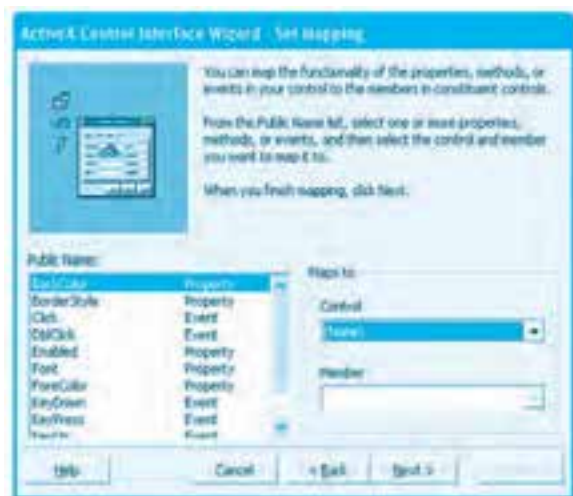 ActiveX Control Interface Wizard - Set Mapping
You can map the functionality of the properties, methods, or
events in your control to the members in constituent controls.
From the Public Name list, select one or more properties,
methods, or events, and then select the control and member
you want to map it to.
When you finish mapping, click Next.
Public Name:
BackColor Property
BorderStyle Property
Click Event
DblClick Event
Enabled Property
Font Property
ForeColor Property
KeyDown Event
KeyPress Event
Maps to
Control
(None)
Member
Help
Cancel
< Back
Next >